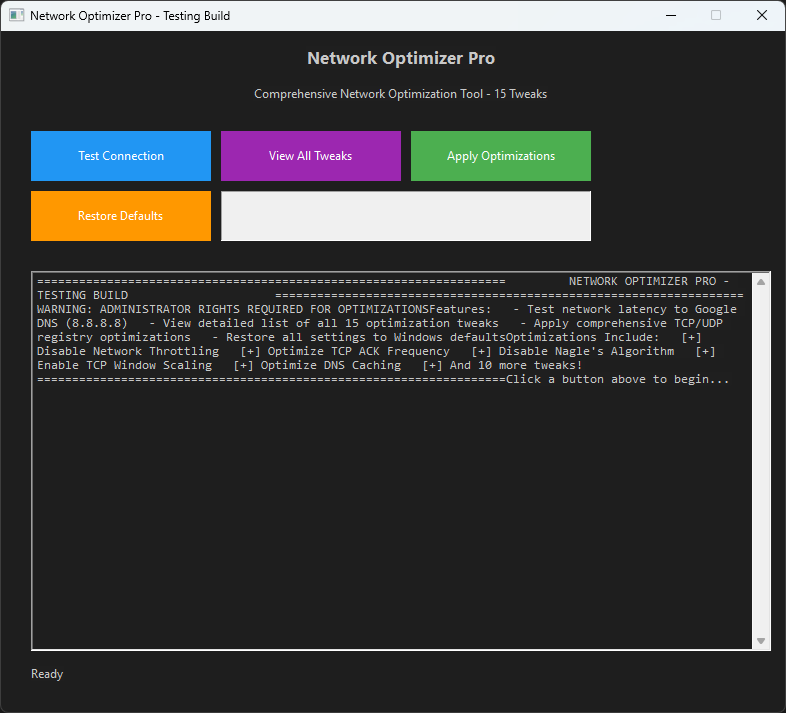 Network Optimizer Pro - Testing Build
Network Optimizer Pro
Comprehensive Network Optimization Tool - 15 Tweaks
Test Connection
View All Tweaks
Apply Optimizations
Restore Defaults
===================================================================         NETWORK OPTIMIZER PRO -
TESTING BUILD                     ===================================================================
WARNING: ADMINISTRATOR RIGHTS REQUIRED FOR OPTIMIZATIONSFeatures:   - Test network latency to Google
DNS (8.8.8.8)   - View detailed list of all 15 optimization tweaks   - Apply comprehensive TCP/UDP
registry optimizations   - Restore all settings to Windows defaultsOptimizations Include:   [+]
Disable Network Throttling   [+] Optimize TCP ACK Frequency   [+] Disable Nagle's Algorithm   [+]
Enable TCP Window Scaling   [+] Optimize DNS Caching   [+] And 10 more tweaks!
===================================================================Click a button above to begin...
Ready